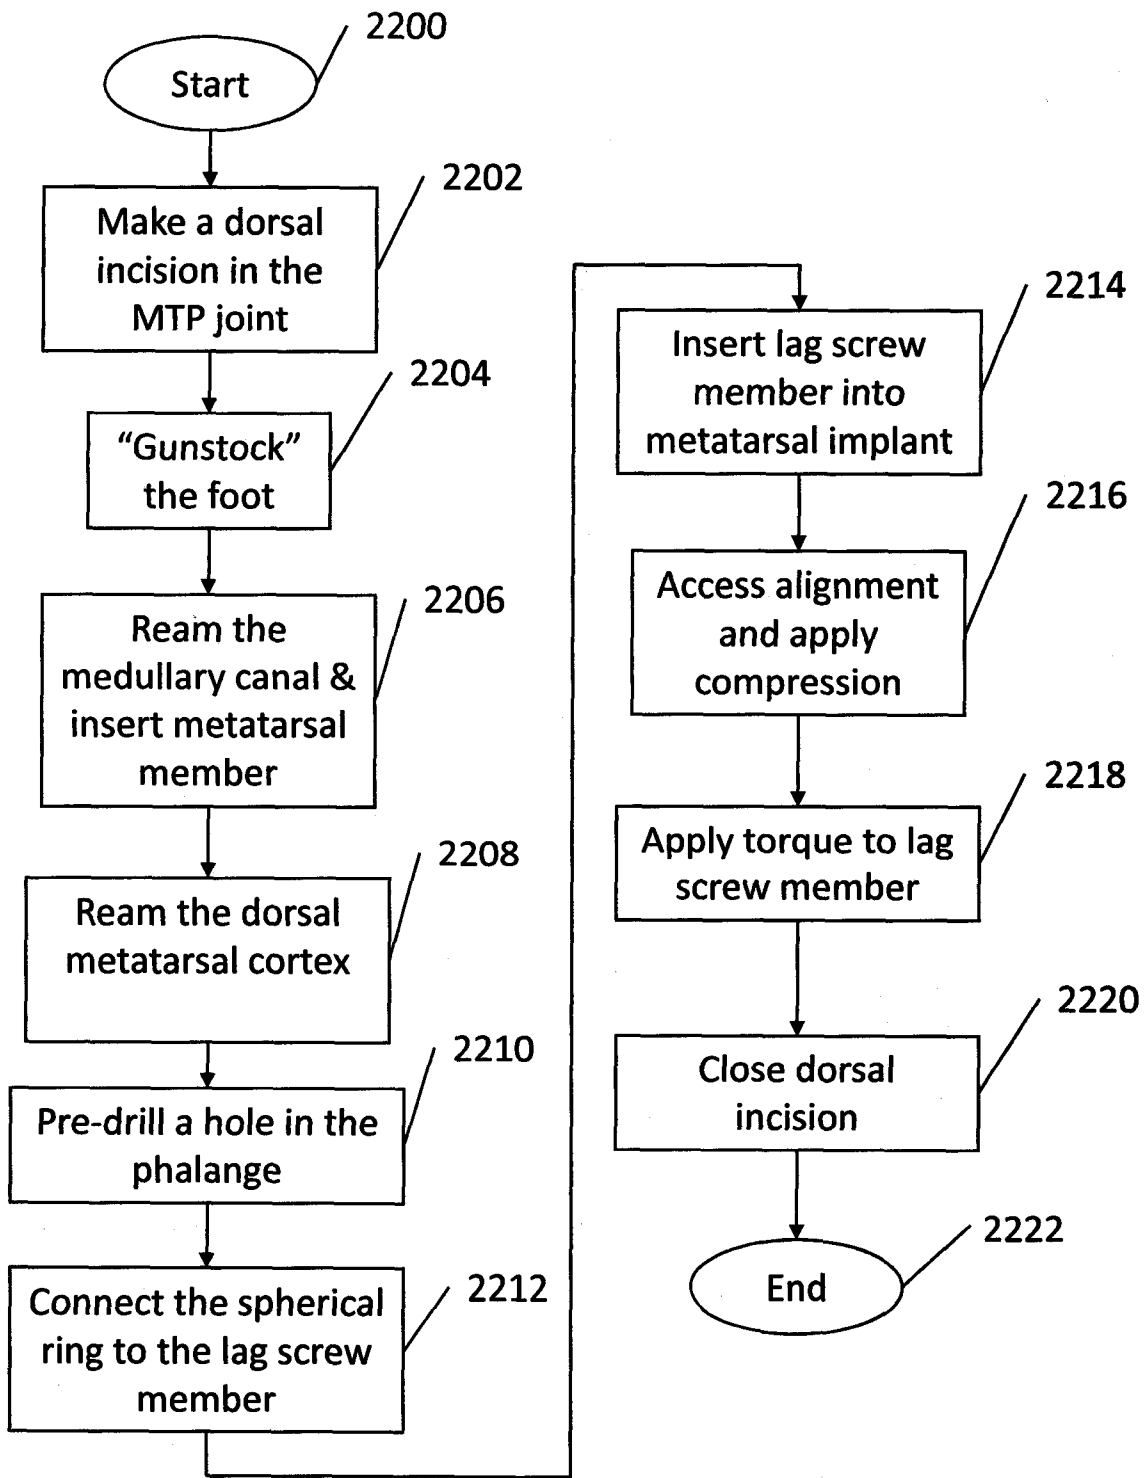 2200
Start
2202
Make a dorsal
incision in the
MTP joint
2204
“Gunstock”
the foot
2206
Ream the
medullary canal &
insert metatarsal
member
2208
Ream the dorsal
metatarsal cortex
2210
Pre-drill a hole in the
phalange
2212
Connect the spherical
ring to the lag screw
member
2214
Insert lag screw
member into
metatarsal implant
2216
Access alignment
and apply
compression
2218
Apply torque to lag
screw member
2220
Close dorsal
incision
2222
End